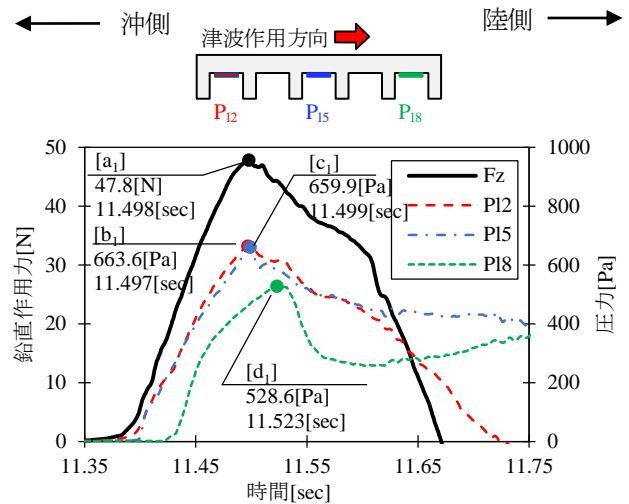 沖側
陸側
津波作用方向
Pl2
Pl5
Pl8
50
40
30
20
10
0
鉛直作用力[N]
1000
800
600
400
200
0
圧力[Pa]
[a1]
47.8[N]
11.498[sec]
[b1]
663.6[Pa]
11.497[sec]
[c1]
659.9[Pa]
11.499[sec]
[d1]
528.6[Pa]
11.523[sec]
Fz
Pl2
Pl5
Pl8
11.35
11.45
11.55
11.65
11.75
時間[sec]